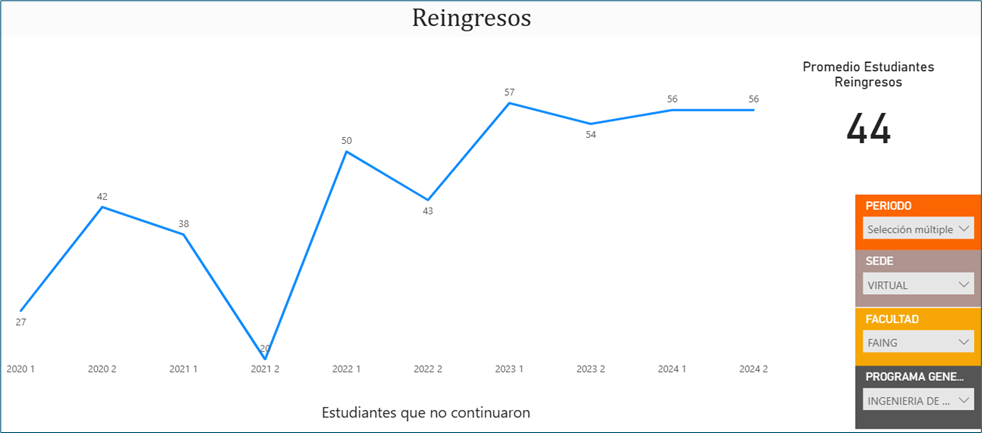 Reingresos
Promedio Estudiantes
Reingresos
44
57
56
56
54
50
43
42
38
27
20
2020 1
2020 2
2021 1
2021 2
2022 1
2022 2
2023 1
2023 2
2024 1
2024 2
Estudiantes que no continuaron
PERIODO
Selección múltiple
SEDE
VIRTUAL
FACULTAD
FAING
PROGRAMA GENE...
INGENIERIA DE ...